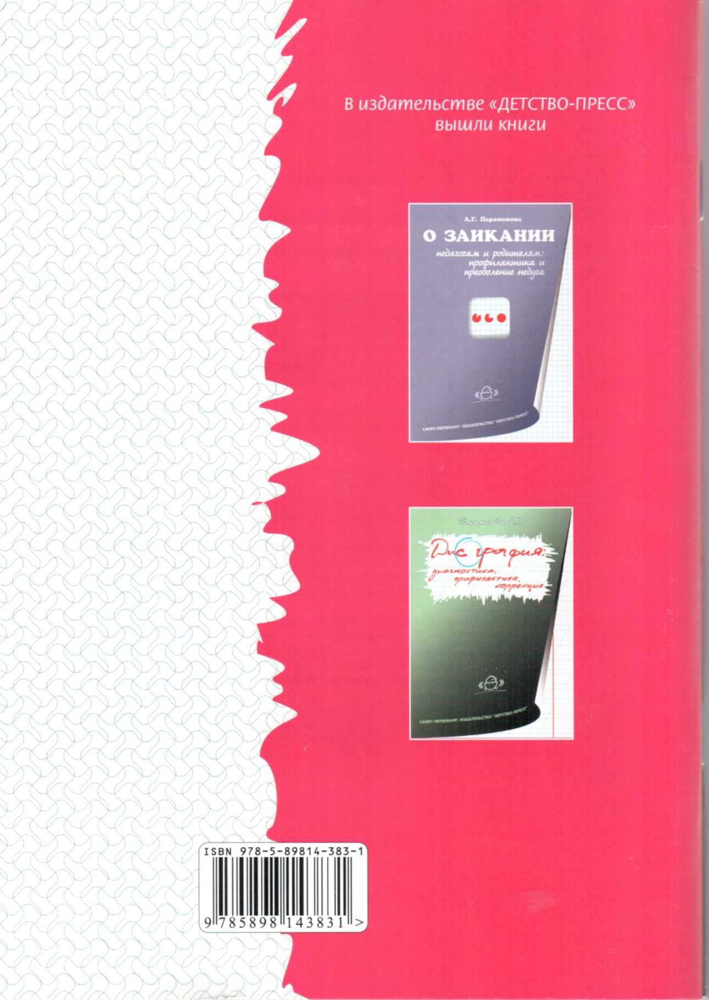 В издательстве «ДЕТСТВО-ПРЕСС»
вышли книги
А.Г. Парамонова
О ЗАИКАНИИ
педагогам и родителям:
профилактика и
преодоление недуга
САНКТ-ПЕТЕРБУРГ · ИЗДАТЕЛЬСТВО "ДЕТСТВО-ПРЕСС"
Дисграфия:
диагностика,
профилактика,
коррекция
САНКТ-ПЕТЕРБУРГ · ИЗДАТЕЛЬСТВО "ДЕТСТВО-ПРЕСС"
ISBN 978-5-89814-383-1
9 785898 143831 >